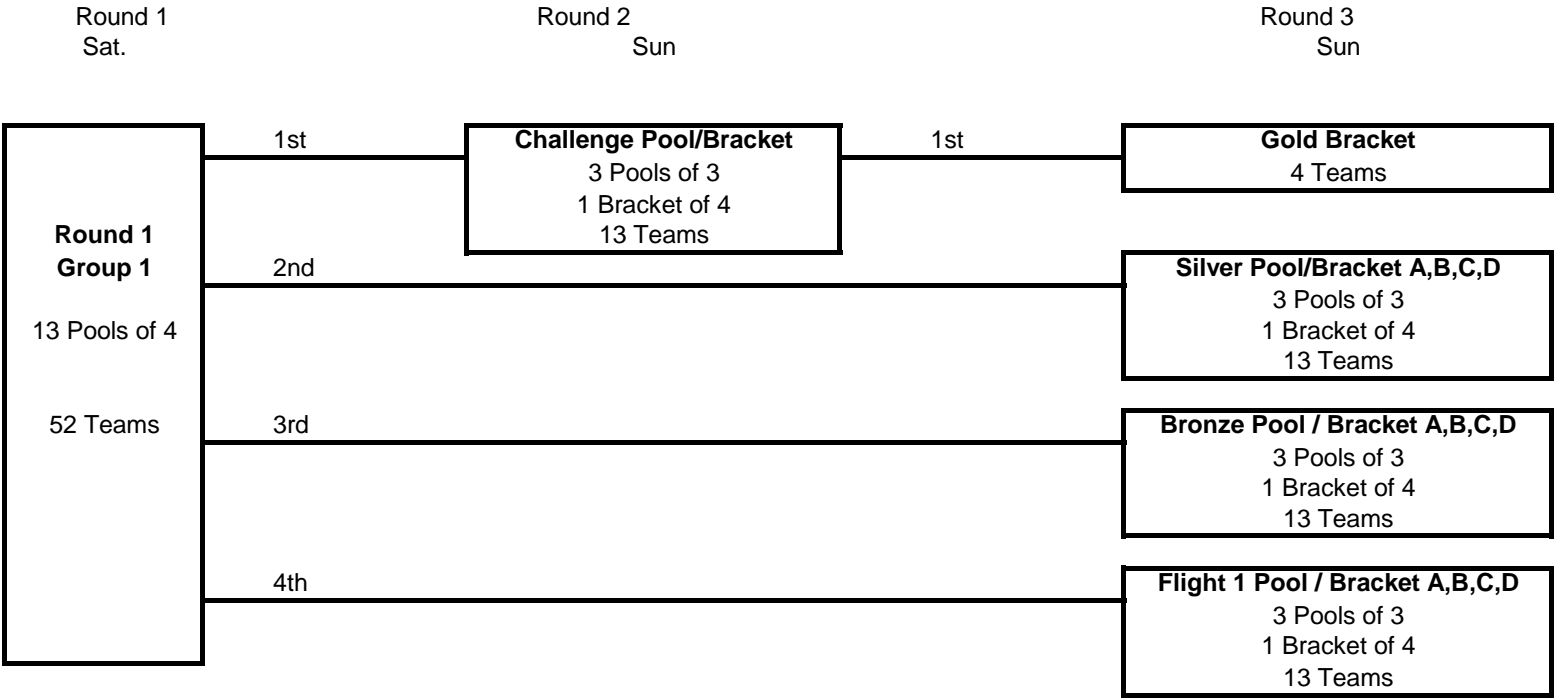 Round 1
Sat.
Round 2
Sun
Round 3
Sun
Round 1
Group 1
13 Pools of 4
52 Teams
1st
Challenge Pool/Bracket
3 Pools of 3
1 Bracket of 4
13 Teams
1st
Gold Bracket
4 Teams
2nd
Silver Pool/Bracket A,B,C,D
3 Pools of 3
1 Bracket of 4
13 Teams
3rd
Bronze Pool / Bracket A,B,C,D
3 Pools of 3
1 Bracket of 4
13 Teams
4th
Flight 1 Pool / Bracket A,B,C,D
3 Pools of 3
1 Bracket of 4
13 Teams